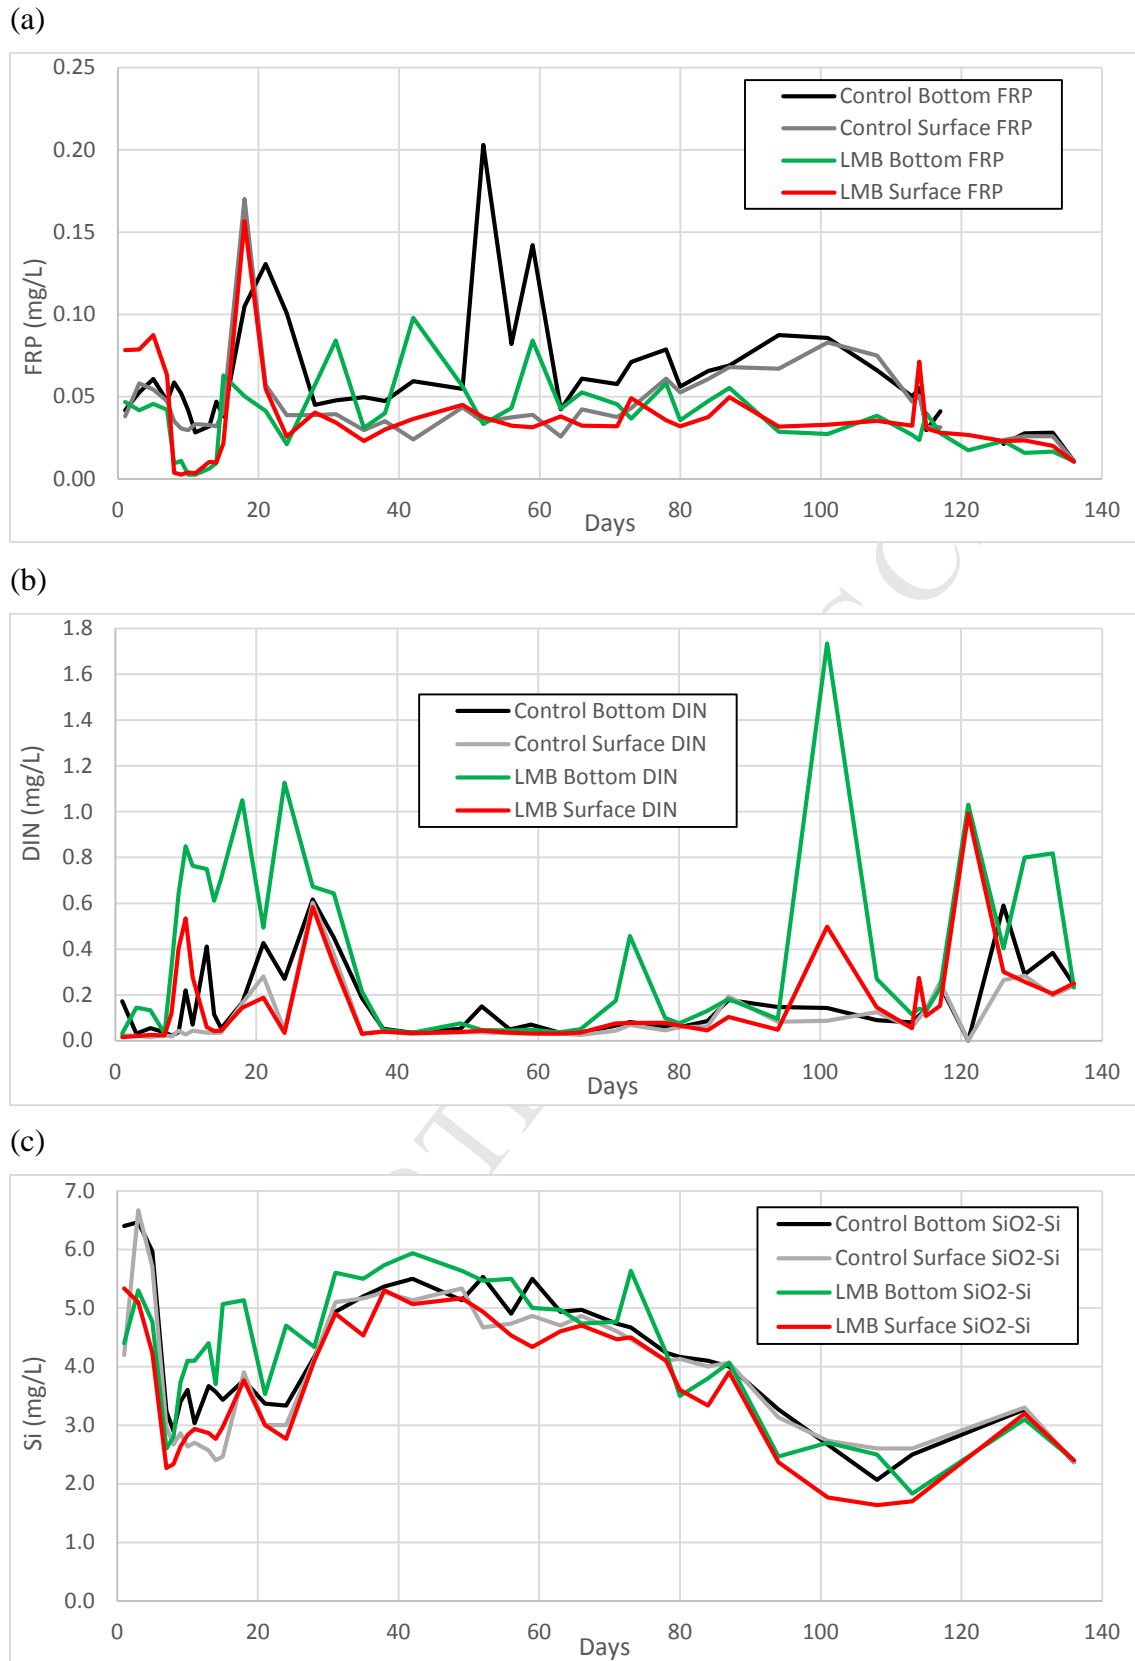 (a)
0.25
0.20
0.15
0.10
0.05
0.00
FRP (mg/L)
Control Bottom FRP
Control Surface FRP
LMB Bottom FRP
LMB Surface FRP
0 20 40 60 80 100 120 140
Days
(b)
1.8
1.6
1.4
1.2
1.0
0.8
0.6
0.4
0.2
0.0
DIN (mg/L)
Control Bottom DIN
Control Surface DIN
LMB Bottom DIN
LMB Surface DIN
0 20 40 60 80 100 120 140
Days
(c)
7.0
6.0
5.0
4.0
3.0
2.0
1.0
0.0
Si (mg/L)
Control Bottom SiO2-Si
Control Surface SiO2-Si
LMB Bottom SiO2-Si
LMB Surface SiO2-Si
0 20 40 60 80 100 120 140
Days